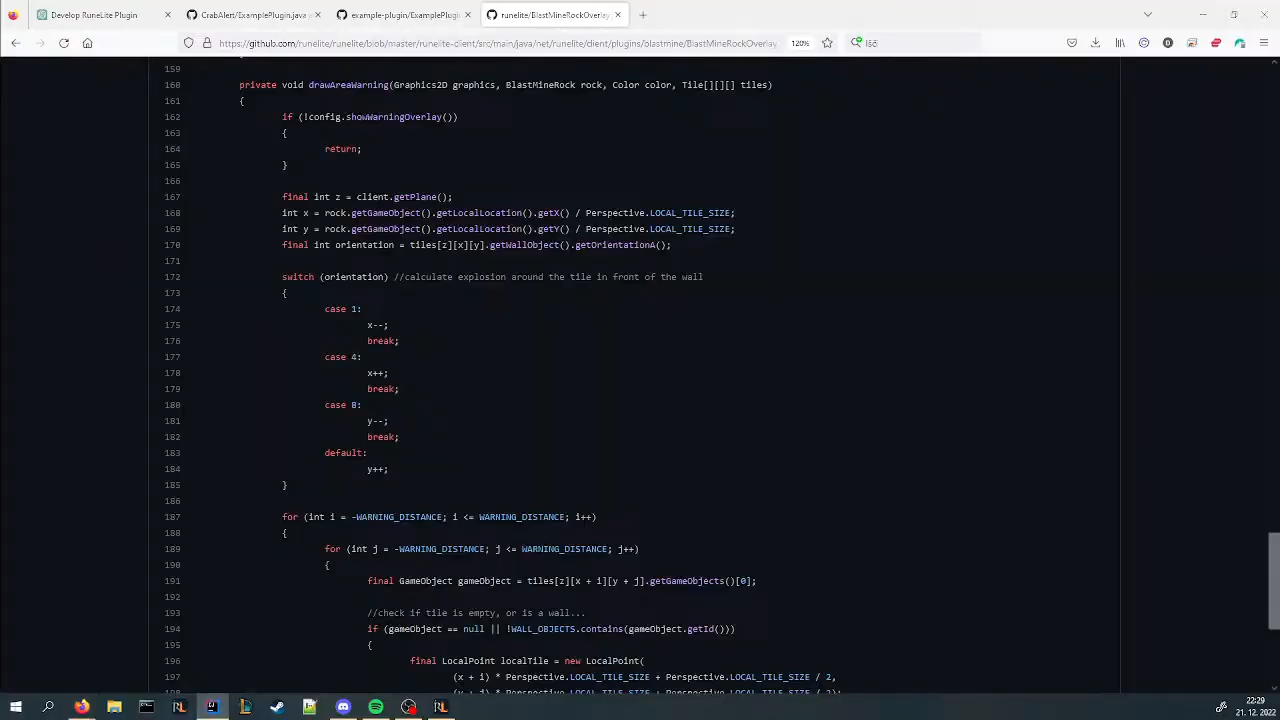 Develop RuneLite Plugin
CrabAlert/ExamplePlugin.java
example-plugin/ExamplePlugin
runelite/BlastMineRockOverlay
https://github.com/runelite/runelite/blob/master/runelite-client/src/main/java/net/runelite/client/plugins/blastmine/BlastMineRockOverlay
120%
159
160 private void drawAreaWarning(Graphics2D graphics, BlastMineRock rock, Color color, Tile[][][] tiles)
161 {
162 if (!config.showWarningOverlay())
163 {
164 return;
165 }
166
167 final int z = client.getPlane();
168 int x = rock.getGameObject().getLocalLocation().getX() / Perspective.LOCAL_TILE_SIZE;
169 int y = rock.getGameObject().getLocalLocation().getY() / Perspective.LOCAL_TILE_SIZE;
170 final int orientation = tiles[z][x][y].getWallObject().getOrientationA();
171
172 switch (orientation) //calculate explosion around the tile in front of the wall
173 {
174 case 1:
175 x--;
176 break;
177 case 4:
178 x++;
179 break;
180 case 8:
181 y--;
182 break;
183 default:
184 y++;
185 }
186
187 for (int i = -WARNING_DISTANCE; i <= WARNING_DISTANCE; i++)
188 {
189 for (int j = -WARNING_DISTANCE; j <= WARNING_DISTANCE; j++)
190 {
191 final GameObject gameObject = tiles[z][x + i][y + j].getGameObjects()[0];
192
193 //check if tile is empty, or is a wall...
194 if (gameObject == null || !WALL_OBJECTS.contains(gameObject.getId()))
195 {
196 final LocalPoint localTile = new LocalPoint(
197 (x + i) * Perspective.LOCAL_TILE_SIZE + Perspective.LOCAL_TILE_SIZE / 2,
198 (y + j) * Perspective.LOCAL_TILE_SIZE + Perspective.LOCAL_TILE_SIZE / 2);
22:29
21. 12. 2022